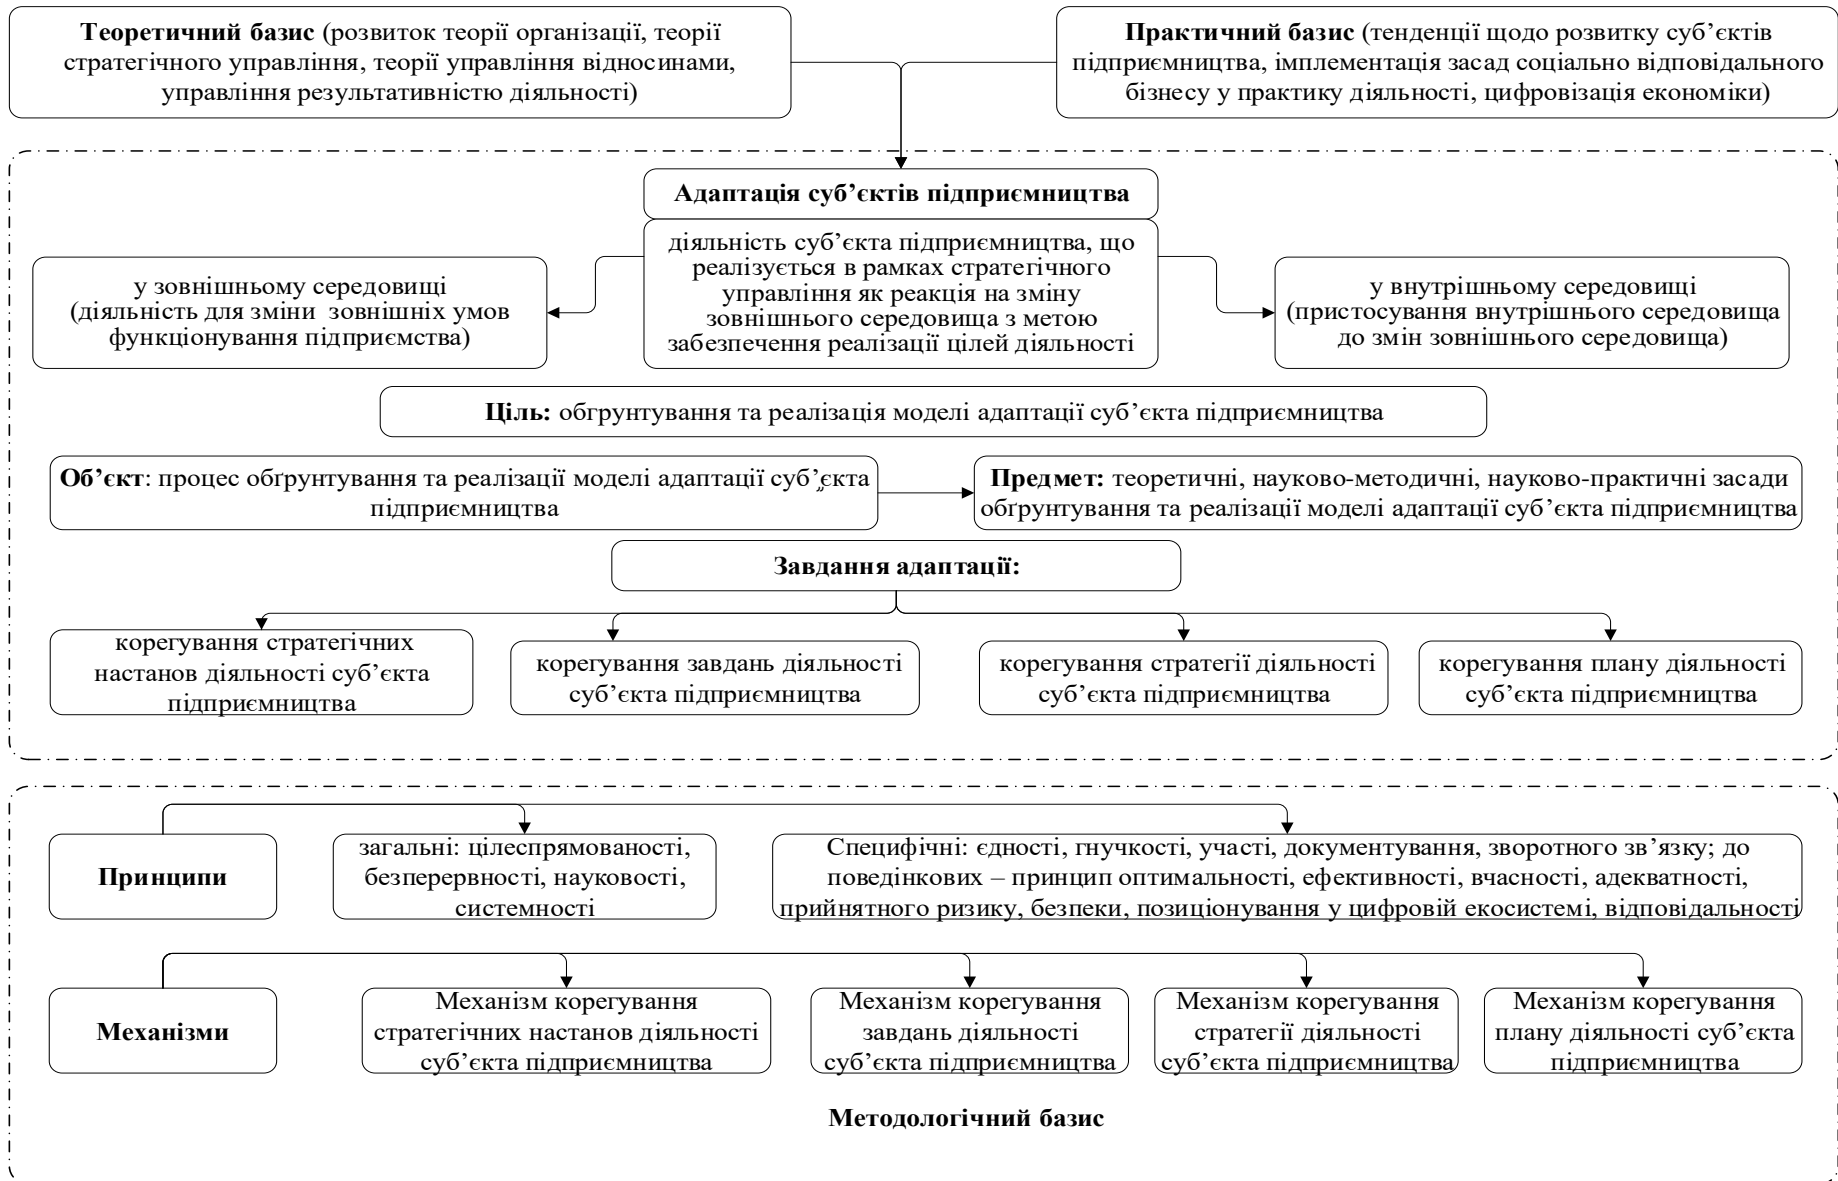 Теоретичний базис (розвиток теорії організації, теорії
стратегічного управління, теорії управління відносинами,
управління результативністю діяльності)
Практичний базис (тенденції щодо розвитку суб’єктів
підприємництва, імплементація засад соціально відповідального
бізнесу у практику діяльності, цифровізація економіки)
Адаптація суб’єктів підприємництва
діяльність суб’єкта підприємництва, що
реалізується в рамках стратегічного
управління як реакція на зміну
зовнішнього середовища з метою
забезпечення реалізації цілей діяльності
у зовнішньому середовищі
(діяльність для зміни зовнішніх умов
функціонування підприємства)
у внутрішньому середовищі
(пристосування внутрішнього середовища
до змін зовнішнього середовища)
Ціль: обгрунтування та реалізація моделі адаптації суб’єкта підприємництва
Об’єкт: процес обґрунтування та реалізації моделі адаптації суб’єкта
підприємництва
Предмет: теоретичні, науково-методичні, науково-практичні засади
обґрунтування та реалізації моделі адаптації суб’єкта підприємництва
Завдання адаптації:
корегування стратегічних
настанов діяльності суб’єкта
підприємництва
корегування завдань діяльності
суб’єкта підприємництва
корегування стратегії діяльності
суб’єкта підприємництва
корегування плану діяльності
суб’єкта підприємництва
Принципи
загальні: цілеспрямованості,
безперервності, науковості,
системності
Специфічні: єдності, гнучкості, участі, документування, зворотного зв’язку; до
поведінкових – принцип оптимальності, ефективності, вчасності, адекватності,
прийнятного ризику, безпеки, позиціонування у цифровій екосистемі, відповідальності
Механізми
Механізм корегування
стратегічних настанов діяльності
суб’єкта підприємництва
Механізм корегування
завдань діяльності
суб’єкта підприємництва
Механізм корегування
стратегії діяльності
суб’єкта підприємництва
Механізм корегування
плану діяльності суб’єкта
підприємництва
Методологічний базис